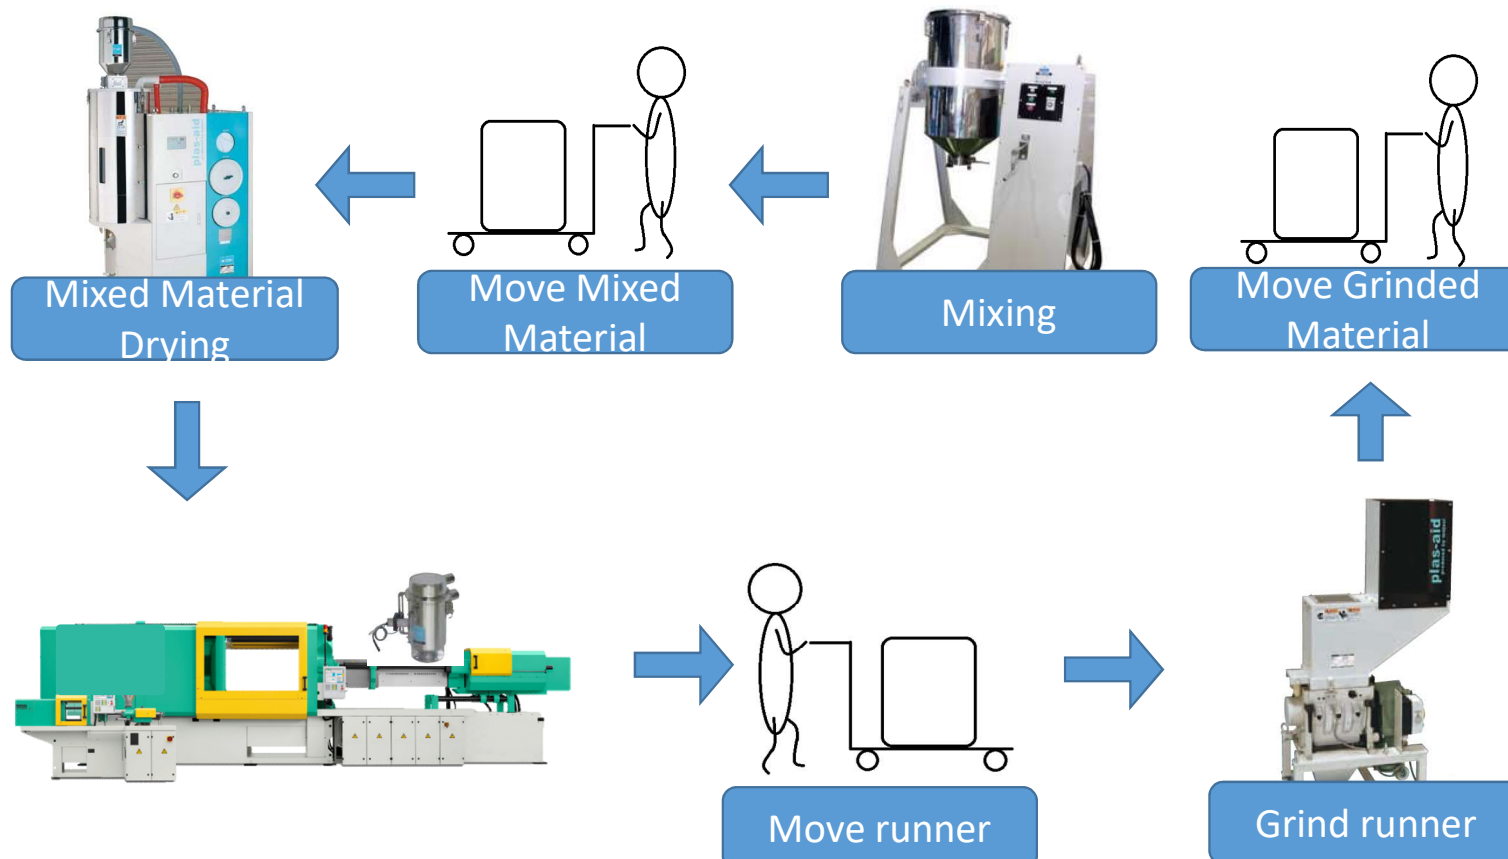 Mixed Material
Drying
Move Mixed
Material
Mixing
Move Grinded
Material
plas-aid
plas-aid
Move runner
Grind runner